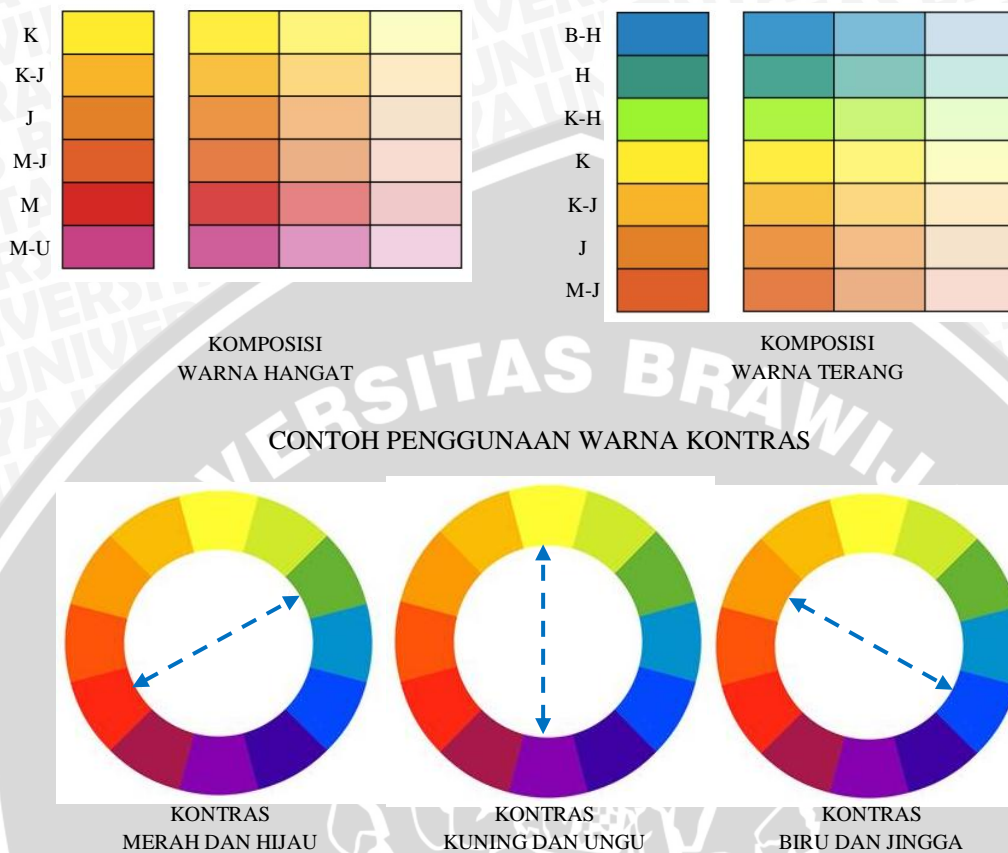 K
K-J
J
M-J
M
M-U
KOMPOSISI
WARNA HANGAT
B-H
H
K-H
K
K-J
J
M-J
KOMPOSISI
WARNA TERANG
CONTOH PENGGUNAAN WARNA KONTRAS
KONTRAS
MERAH DAN HIJAU
KONTRAS
KUNING DAN UNGU
KONTRAS
BIRU DAN JINGGA